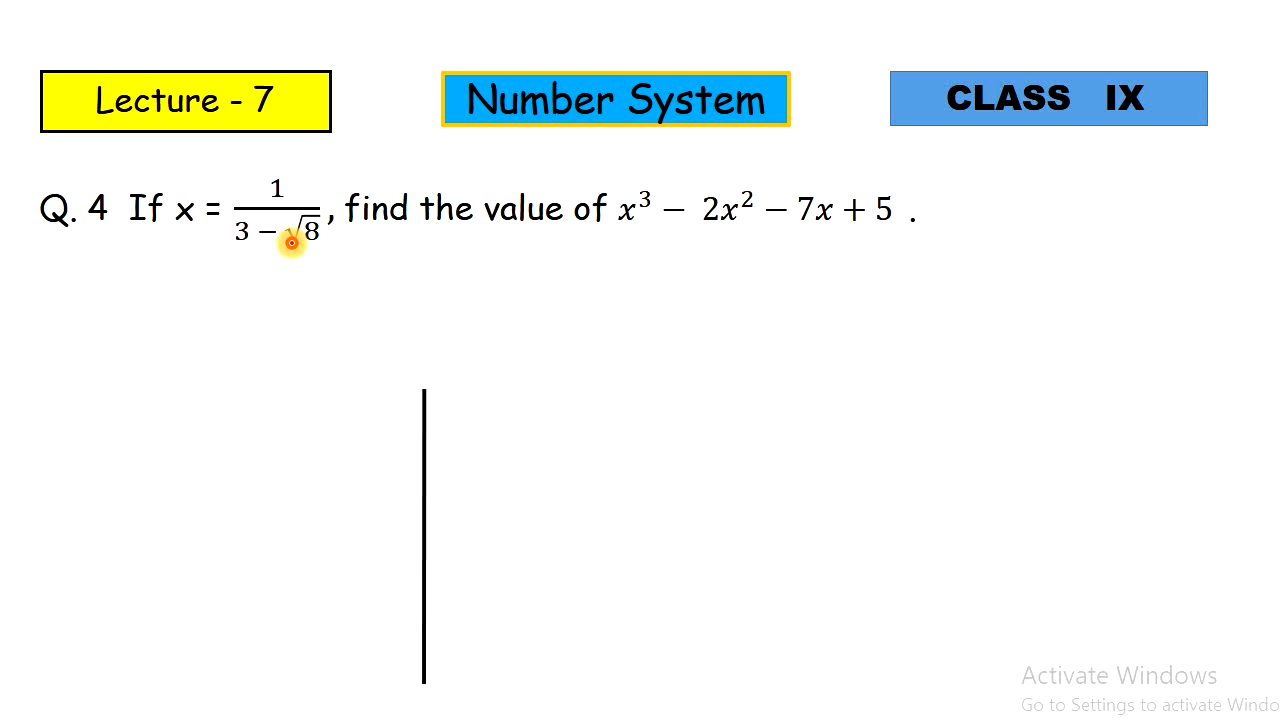 Lecture - 7
Number System
CLASS IX
Q. 4 If x = 1/(3 − √8), find the value of x³ − 2x² − 7x + 5 .
Activate Windows
Go to Settings to activate Windo